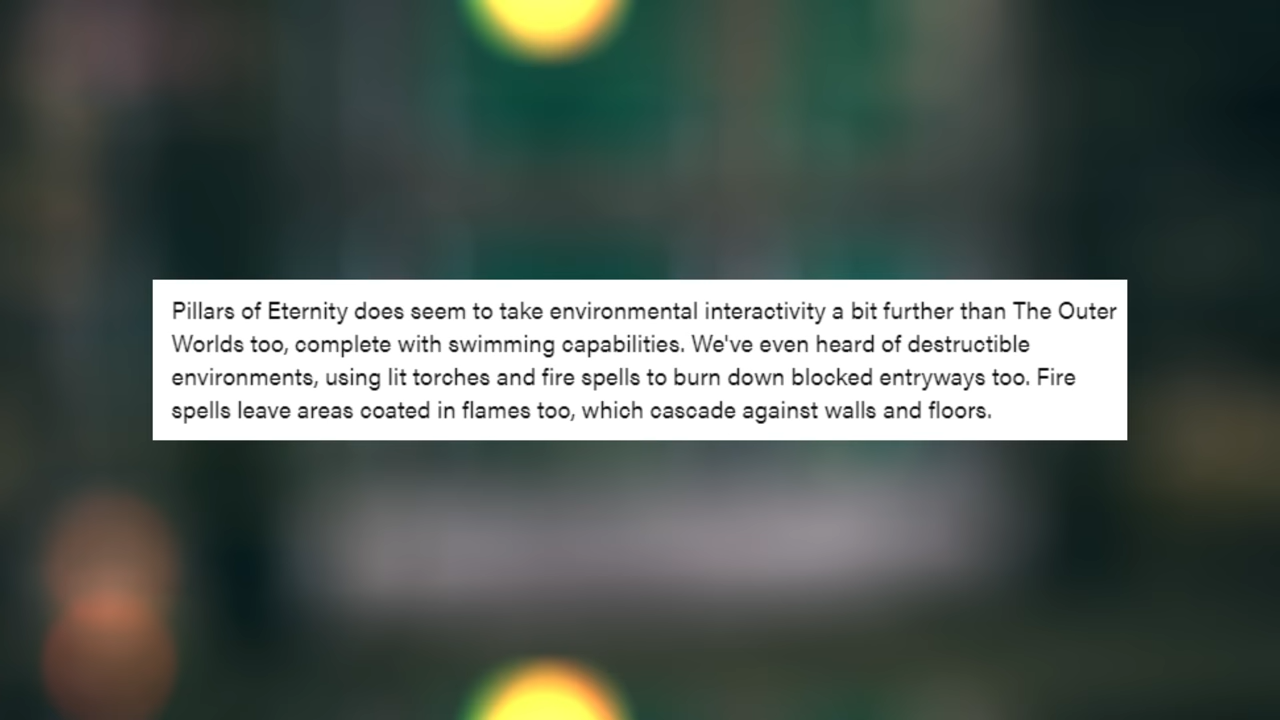 Pillars of Eternity does seem to take environmental interactivity a bit further than The Outer
Worlds too, complete with swimming capabilities. We've even heard of destructible
environments, using lit torches and fire spells to burn down blocked entryways too. Fire
spells leave areas coated in flames too, which cascade against walls and floors.